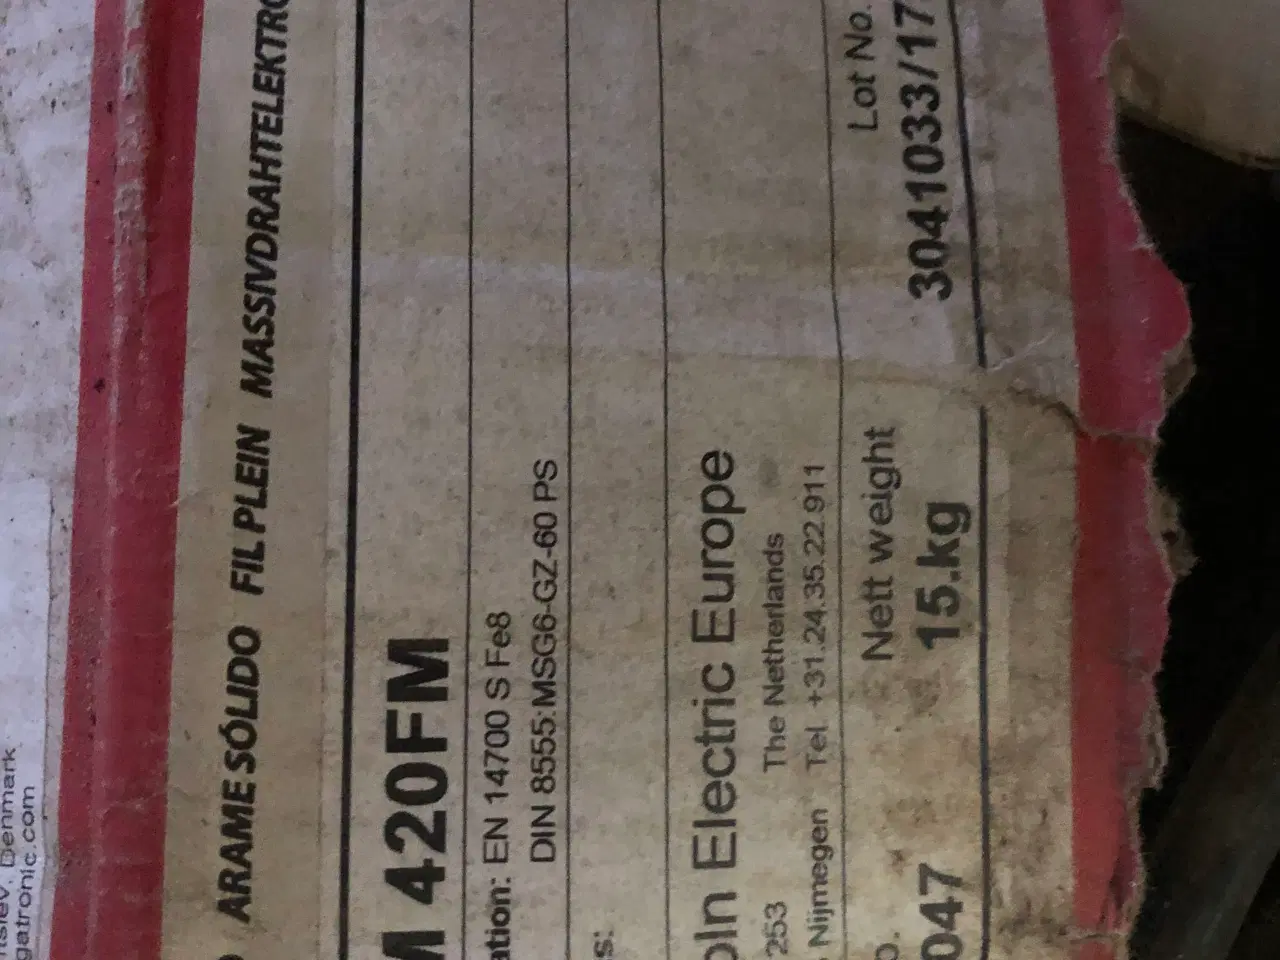 ARAME SÓLIDO FIL PLEIN MASSIVDRAHTELEKTRO
M 420FM
ation: EN 14700 S Fe8
DIN 8555:MSG6-GZ-60 PS
s:
oln Electric Europe
253 The Netherlands
Nijmegen Tel +31.24.35.22.911
o. Nett weight Lot No.
047 15.kg 3041033/17
slev, Denmark
gatronic.com